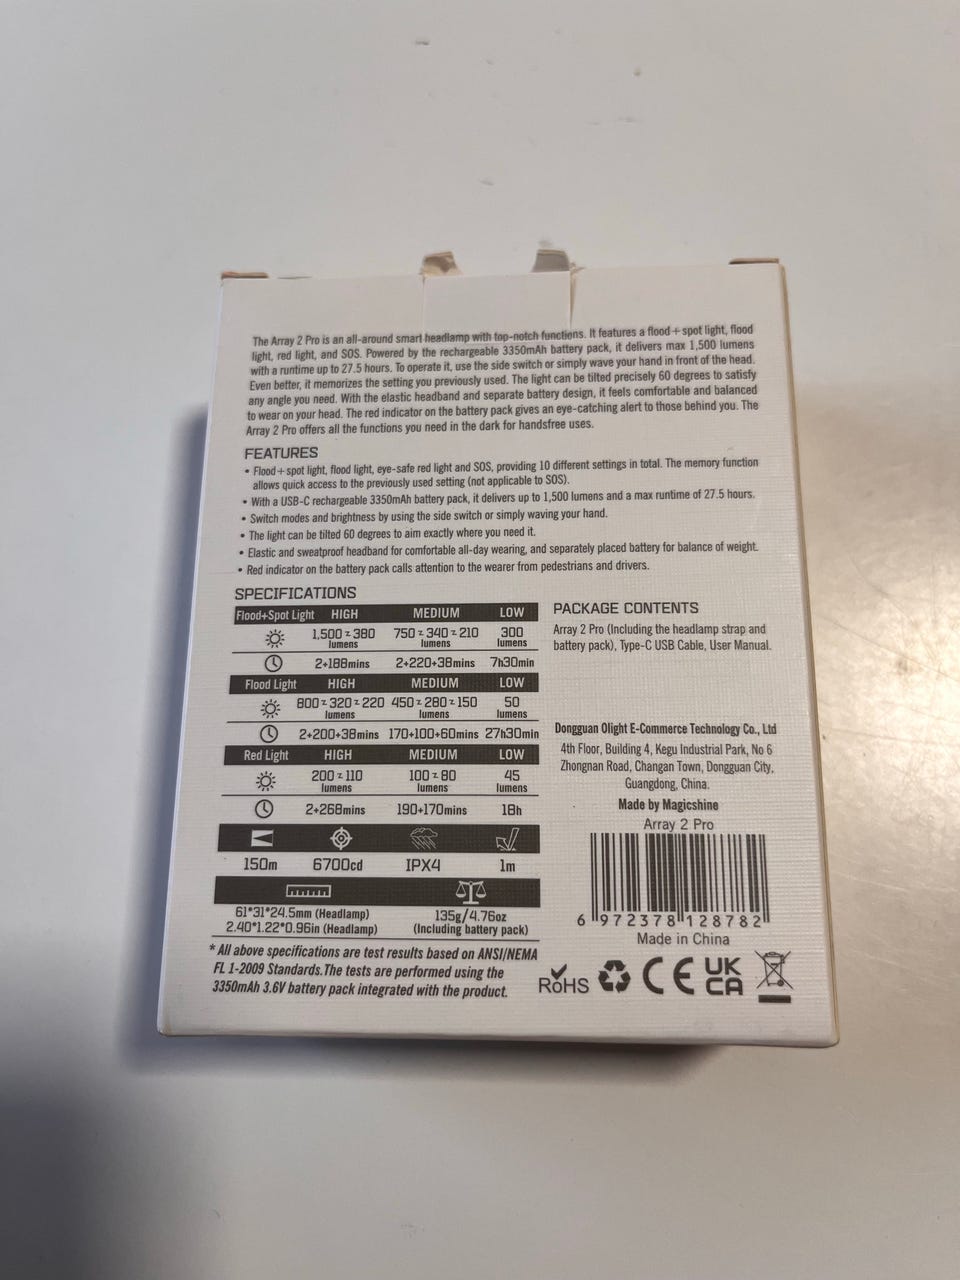 The Array 2 Pro is an all-around smart headlamp with top-notch functions. It features a flood+spot light, flood
light, red light, and SOS. Powered by the rechargeable 3350mAh battery pack, it delivers max 1,500 lumens
with a runtime up to 27.5 hours. To operate it, use the side switch or simply wave your hand in front of the head.
Even better, it memorizes the setting you previously used. The light can be tilted precisely 60 degrees to satisfy
any angle you need. With the elastic headband and separate battery design, it feels comfortable and balanced
to wear on your head. The red indicator on the battery pack gives an eye-catching alert to those behind you. The
Array 2 Pro offers all the functions you need in the dark for handsfree uses.
FEATURES
• Flood+spot light, flood light, eye-safe red light and SOS, providing 10 different settings in total. The memory function
allows quick access to the previously used setting (not applicable to SOS).
• With a USB-C rechargeable 3350mAh battery pack, it delivers up to 1,500 lumens and a max runtime of 27.5 hours.
• Switch modes and brightness by using the side switch or simply waving your hand.
• The light can be tilted 60 degrees to aim exactly where you need it.
• Elastic and sweatproof headband for comfortable all-day wearing, and separately placed battery for balance of weight.
• Red indicator on the battery pack calls attention to the wearer from pedestrians and drivers.
SPECIFICATIONS
Flood+Spot Light HIGH MEDIUM LOW
1,500~380 750~340~210 300
lumens lumens lumens
2+188mins 2+220+38mins 7h30min
Flood Light HIGH MEDIUM LOW
800~320~220 450~280~150 50
lumens lumens lumens
2+200+38mins 170+100+60mins 27h30min
Red Light HIGH MEDIUM LOW
200~110 100~80 45
lumens lumens lumens
2+268mins 190+170mins 18h
150m 6700cd IPX4 1m
61*31*24.5mm (Headlamp) 135g/4.76oz
2.40*1.22*0.96in (Headlamp) (Including battery pack)
* All above specifications are test results based on ANSI/NEMA
FL 1-2009 Standards.The tests are performed using the
3350mAh 3.6V battery pack integrated with the product.
PACKAGE CONTENTS
Array 2 Pro (Including the headlamp strap and
battery pack), Type-C USB Cable, User Manual.
Dongguan Olight E-Commerce Technology Co., Ltd
4th Floor, Building 4, Kegu Industrial Park, No 6
Zhongnan Road, Changan Town, Dongguan City,
Guangdong, China.
Made by Magicshine
Array 2 Pro
6 972378 128782
Made in China
RoHS CE UK
CA